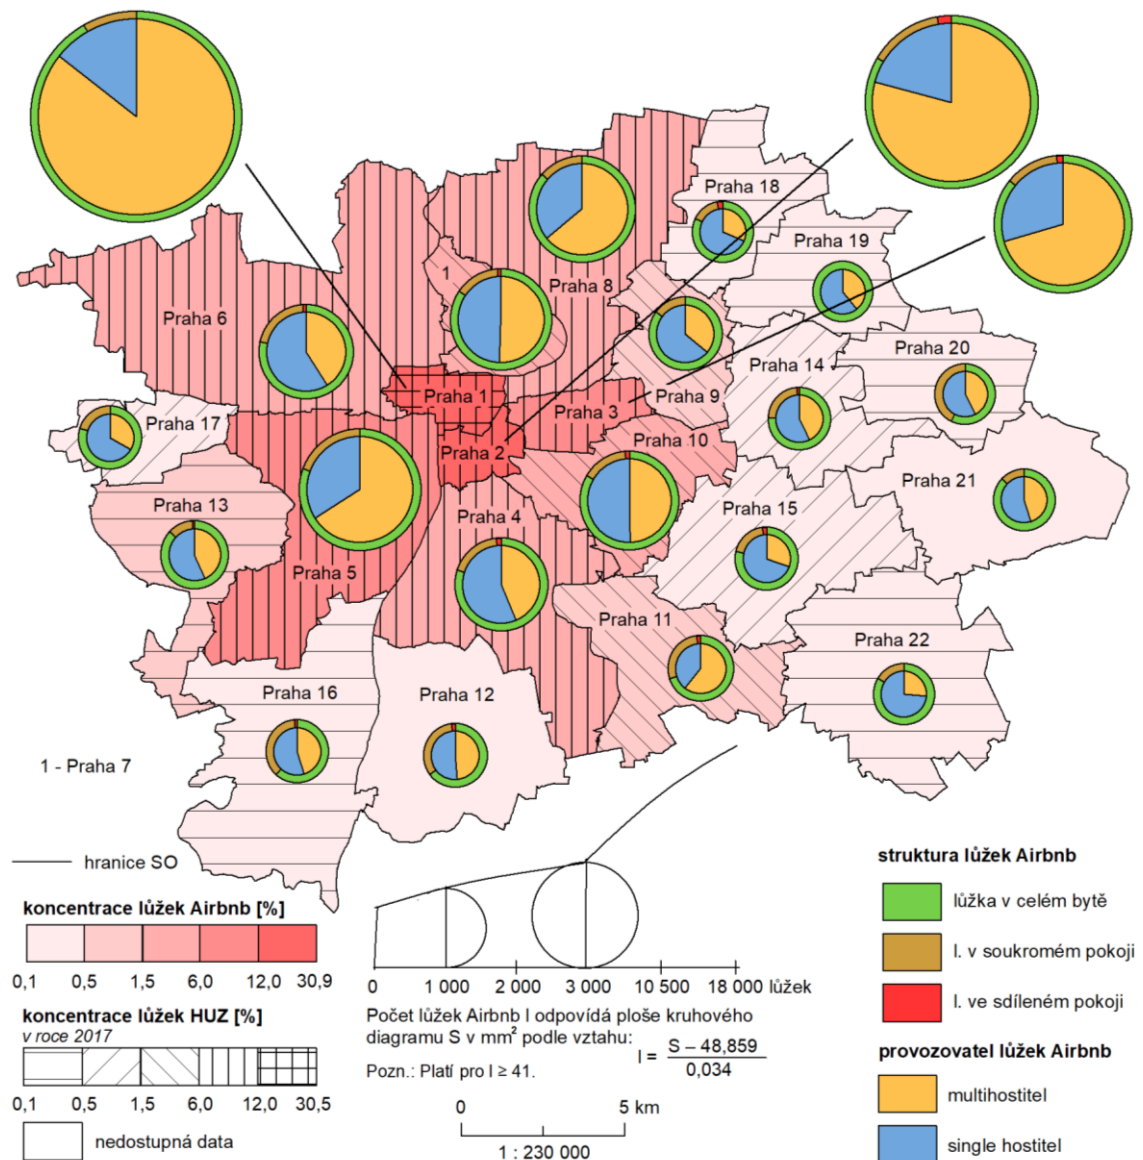 Praha 18
Praha 19
1
Praha 8
Praha 6
Praha 20
Praha 14
Praha 1
Praha 3
Praha 9
Praha 17
Praha 10
Praha 2
Praha 21
Praha 13
Praha 15
Praha 4
Praha 5
Praha 11
Praha 22
Praha 16
Praha 12
1 - Praha 7
hranice SO
koncentrace lůžek Airbnb [%]
0,1 0,5 1,5 6,0 12,0 30,9
koncentrace lůžek HUZ [%]
v roce 2017
0,1 0,5 1,5 6,0 12,0 30,5
nedostupná data
0 1 000 2 000 3 000 10 500 18 000 lůžek
Počet lůžek Airbnb l odpovídá ploše kruhového
diagramu S v mm² podle vztahu:
l = S – 48,859
0,034
Pozn.: Platí pro l ≥ 41.
0 5 km
1 : 230 000
struktura lůžek Airbnb
lůžka v celém bytě
l. v soukromém pokoji
l. ve sdíleném pokoji
provozovatel lůžek Airbnb
multihostitel
single hostitel